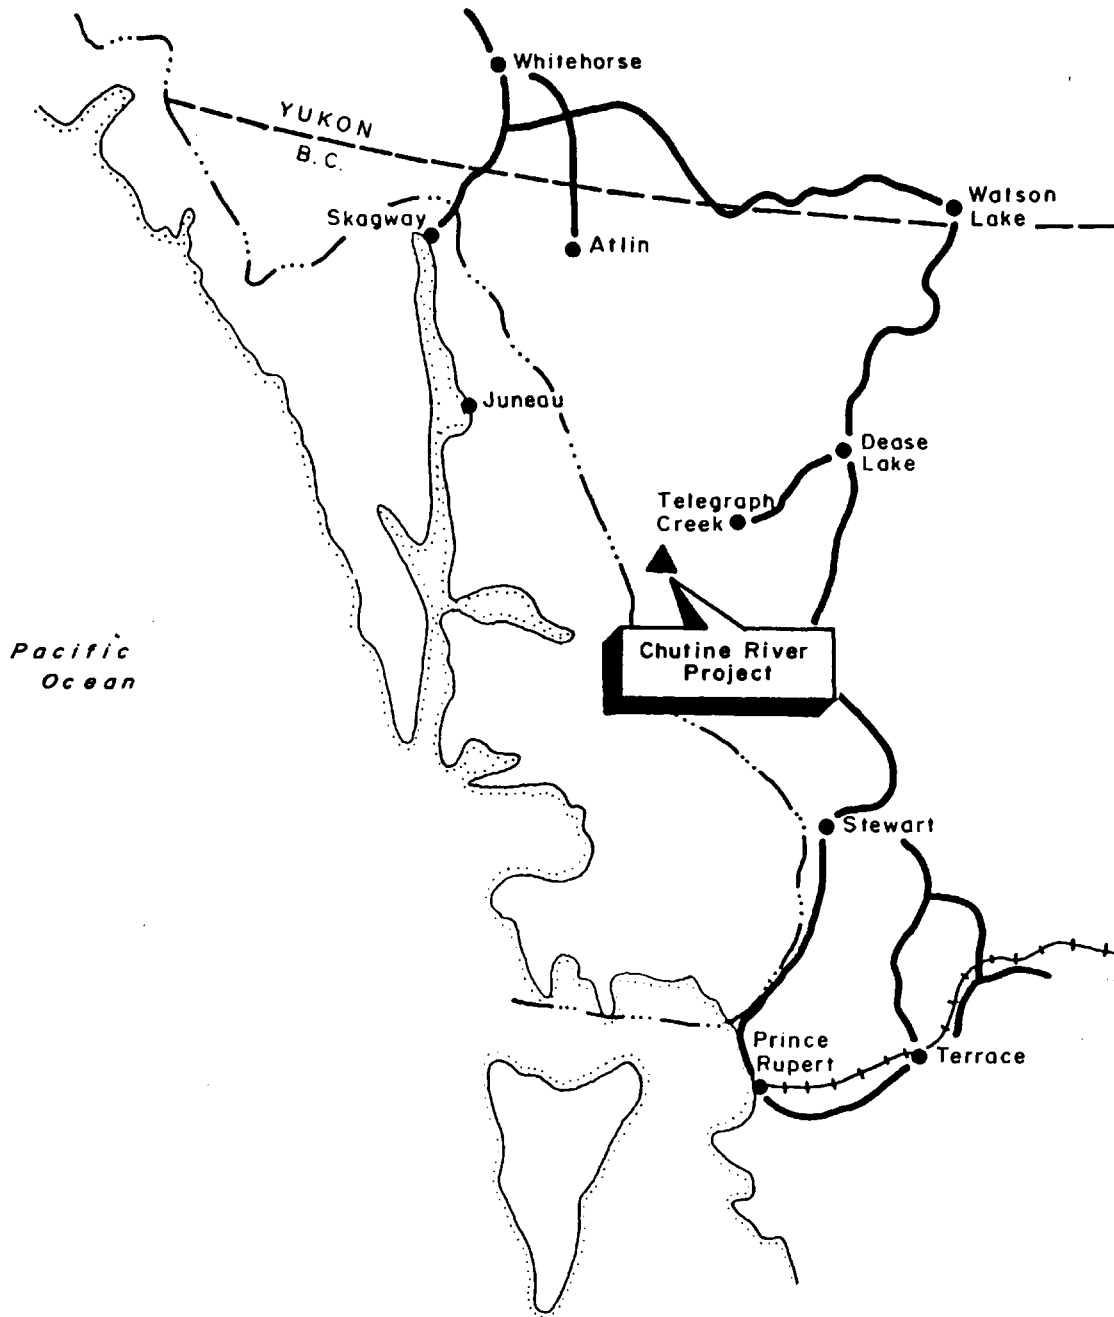 Whitehorse
YUKON
B.C.
Watson
Lake
Skagway
Atlin
Juneau
Dease
Lake
Telegraph
Creek
Chutine River
Project
Pacific
Ocean
Stewart
Prince
Rupert
Terrace